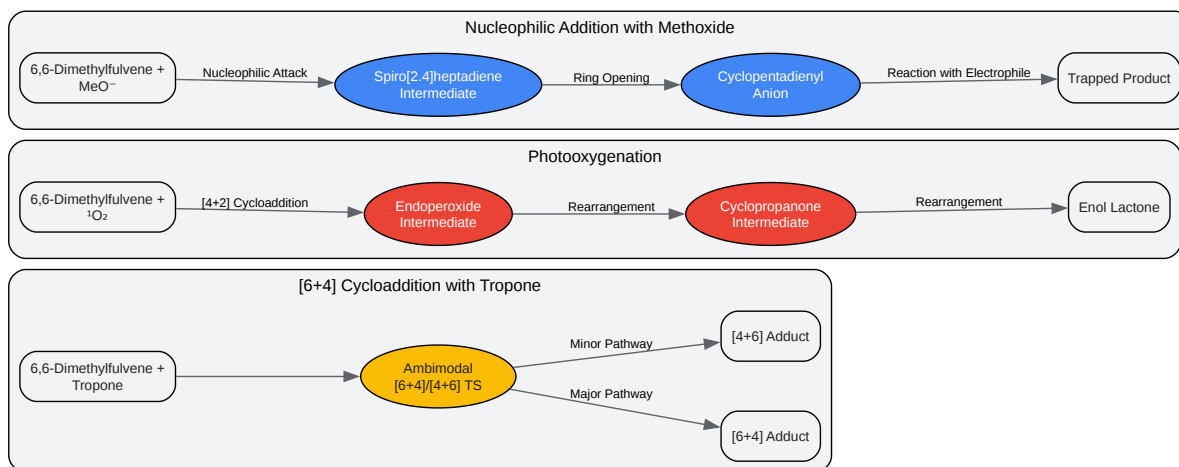 Nucleophilic Addition with Methoxide
6,6-Dimethylfulvene +
MeO⁻
Nucleophilic Attack
Spiro[2.4]heptadiene
Intermediate
Ring Opening
Cyclopentadienyl
Anion
Reaction with Electrophile
Trapped Product
Photooxygenation
6,6-Dimethylfulvene +
¹O₂
[4+2] Cycloaddition
Endoperoxide
Intermediate
Rearrangement
Cyclopropanone
Intermediate
Rearrangement
Enol Lactone
[6+4] Cycloaddition with Tropone
6,6-Dimethylfulvene +
Tropone
Ambimodal
[6+4]/[4+6] TS
Minor Pathway
[4+6] Adduct
Major Pathway
[6+4] Adduct